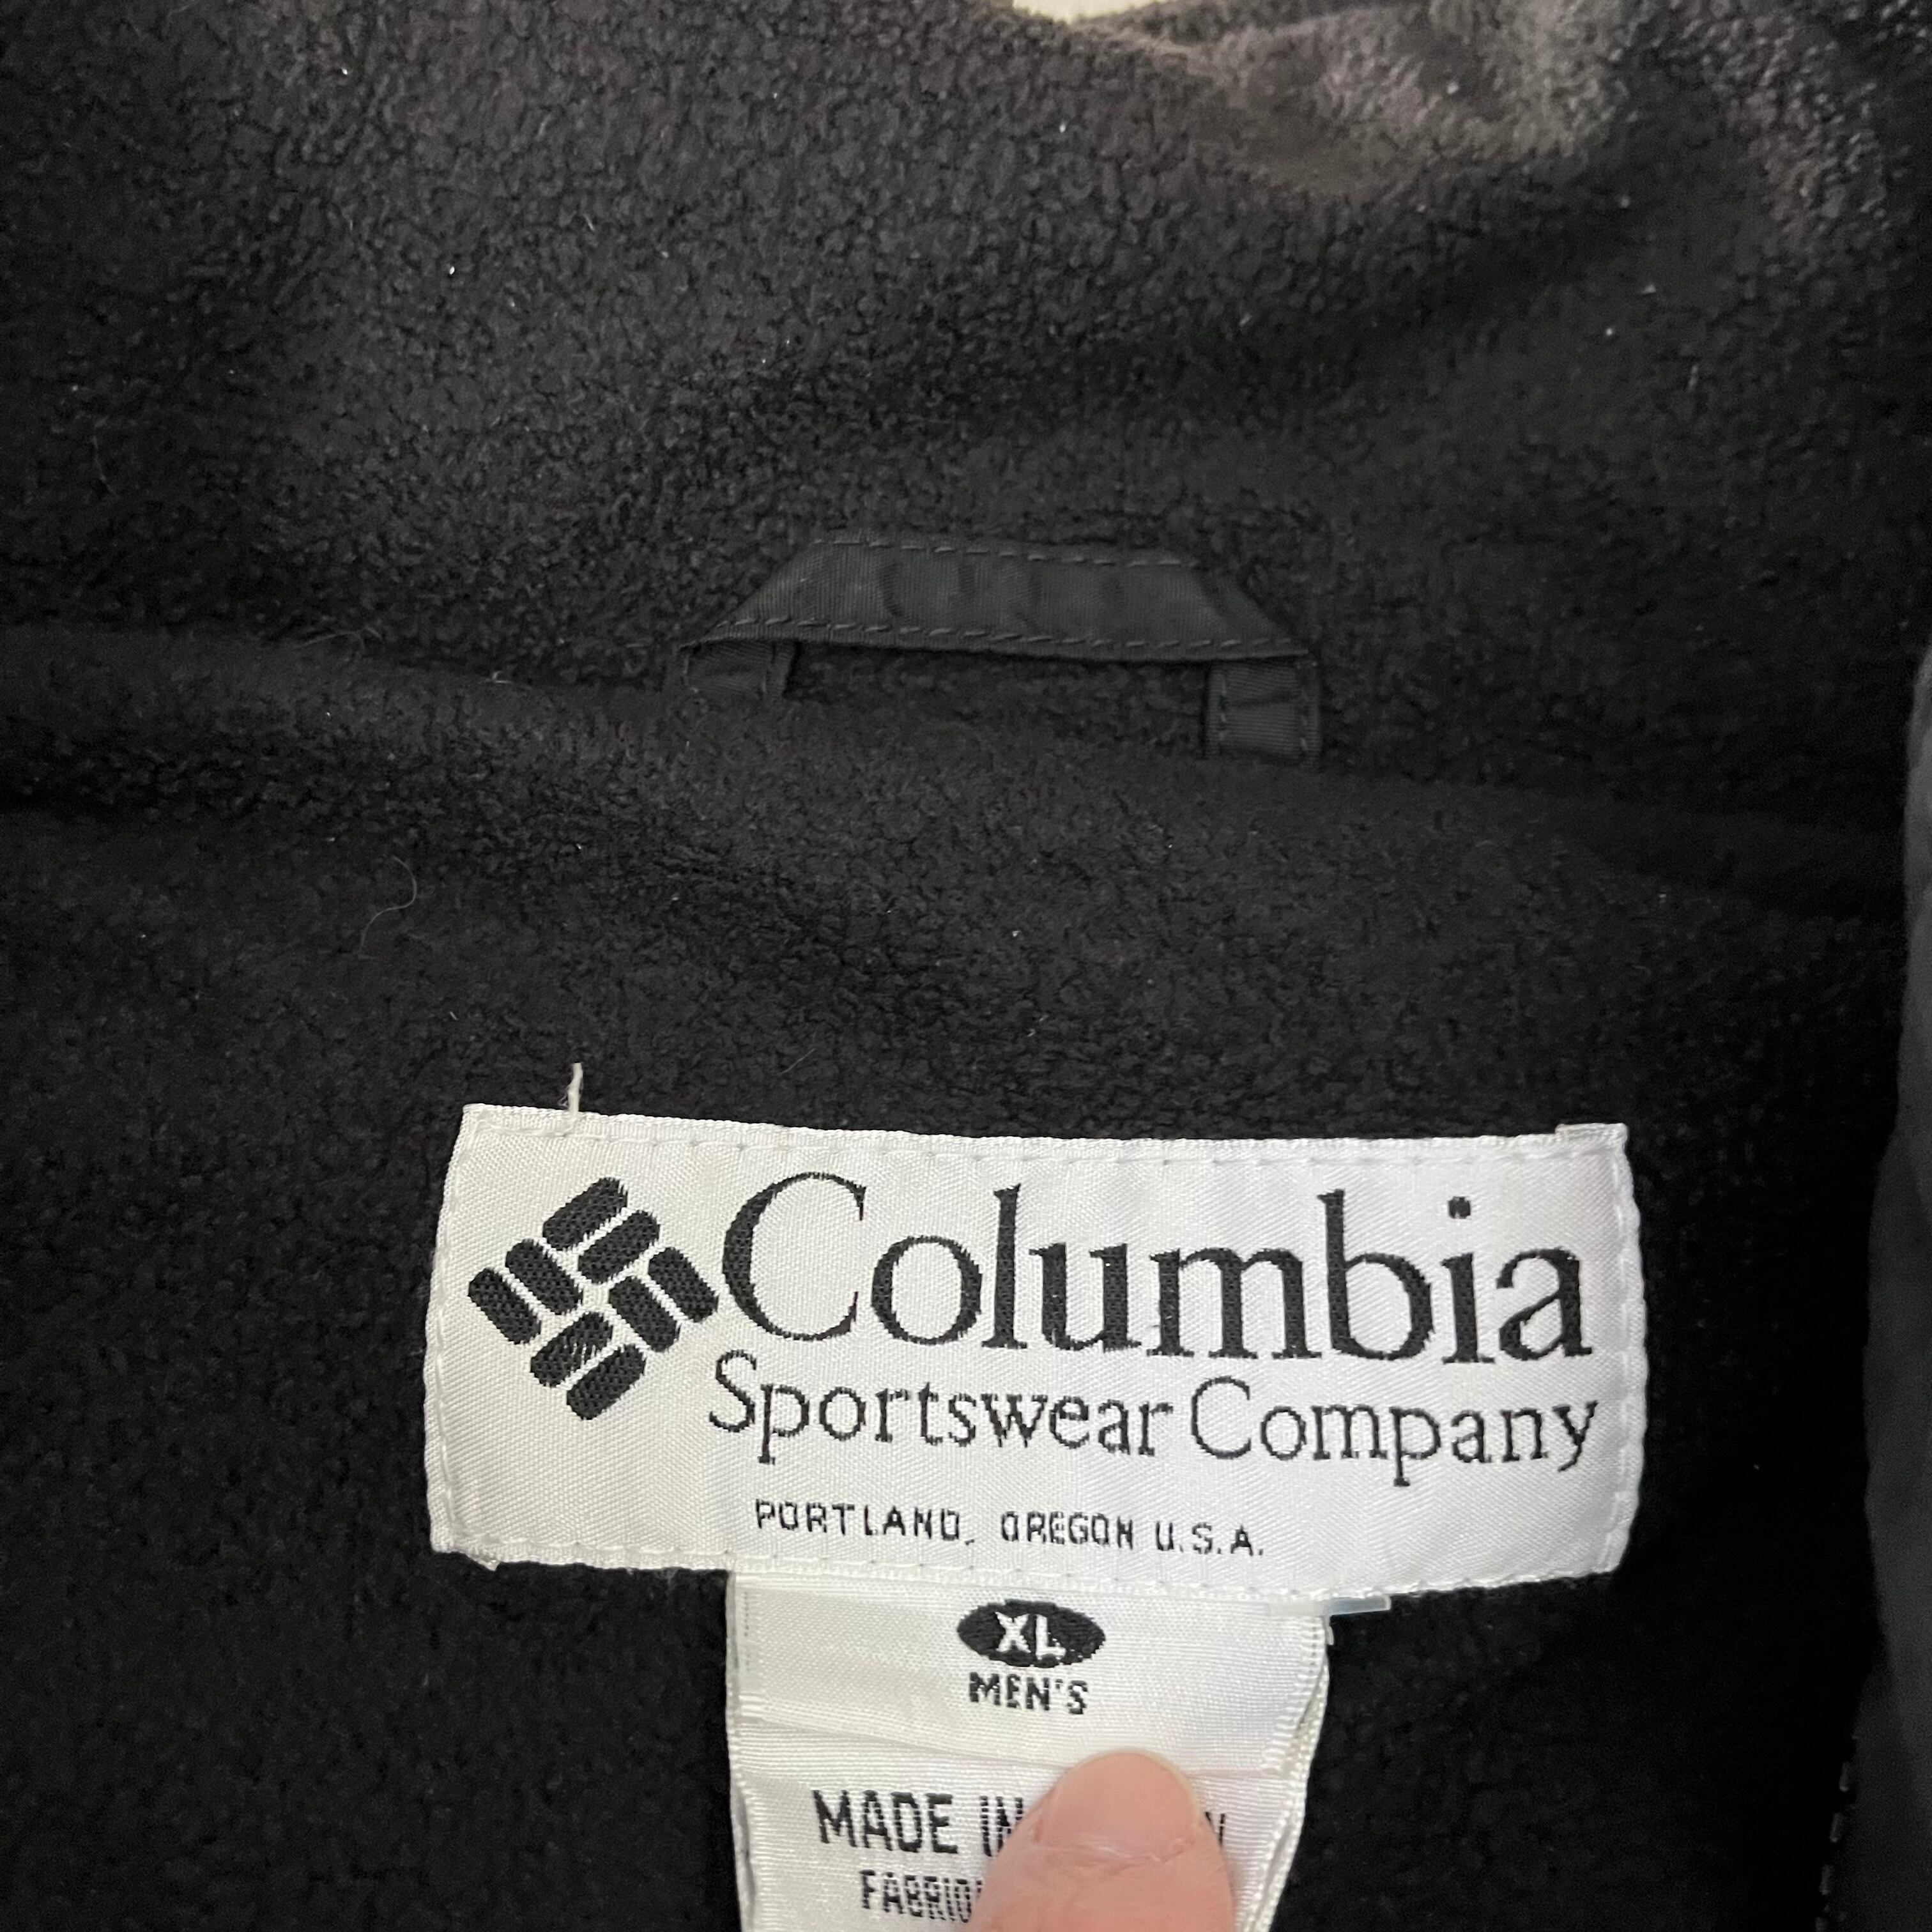 Columbia
Sportswear Company
PORTLAND, OREGON U.S.A.
XL
MEN'S
MADE IN